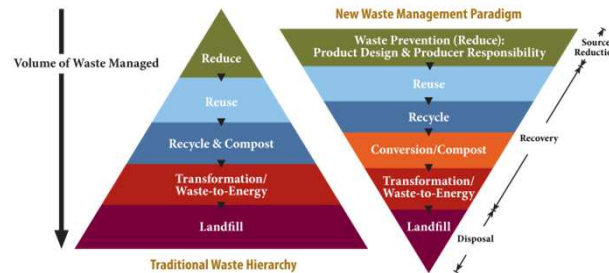 New Waste Management Paradigm
Volume of Waste Managed
Reduce
Reuse
Recycle & Compost
Transformation/
Waste-to-Energy
Landfill
Traditional Waste Hierarchy
Waste Prevention (Reduce):
Product Design & Producer Responsibility
Reuse
Recycle
Conversion/Compost
Transformation/
Waste-to-Energy
Landfill
Source
Reduction
Recovery
Disposal